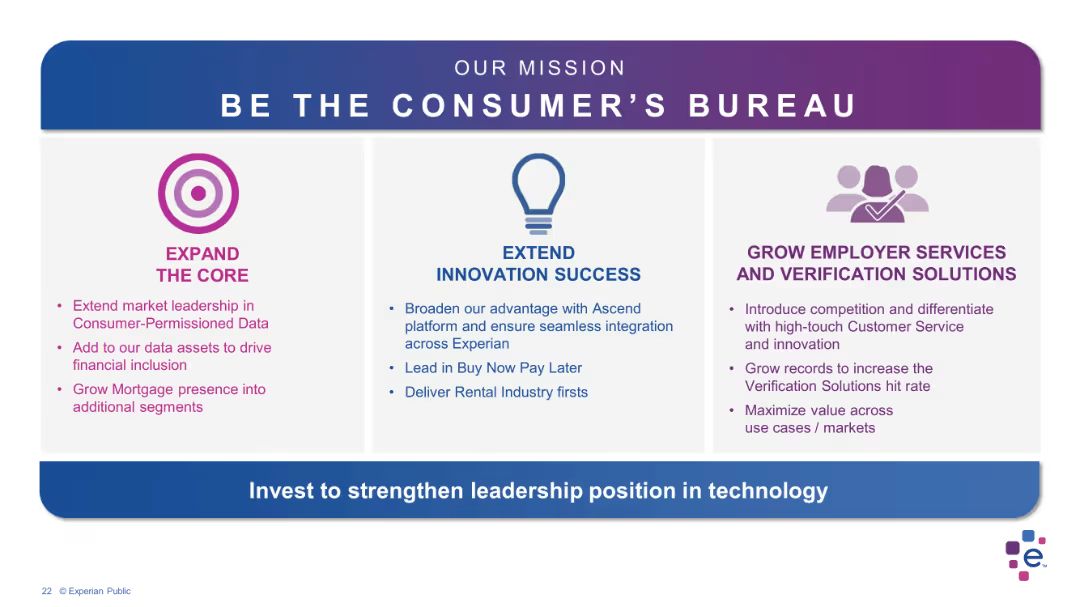 OUR MISSION
BE THE CONSUMER’S BUREAU
EXPAND
THE CORE
• Extend market leadership in
Consumer-Permissioned Data
• Add to our data assets to drive
financial inclusion
• Grow Mortgage presence into
additional segments
EXTEND
INNOVATION SUCCESS
• Broaden our advantage with Ascend
platform and ensure seamless integration
across Experian
• Lead in Buy Now Pay Later
• Deliver Rental Industry firsts
GROW EMPLOYER SERVICES
AND VERIFICATION SOLUTIONS
• Introduce competition and differentiate
with high-touch Customer Service
and innovation
• Grow records to increase the
Verification Solutions hit rate
• Maximize value across
use cases / markets
Invest to strengthen leadership position in technology
e™
22 © Experian Public